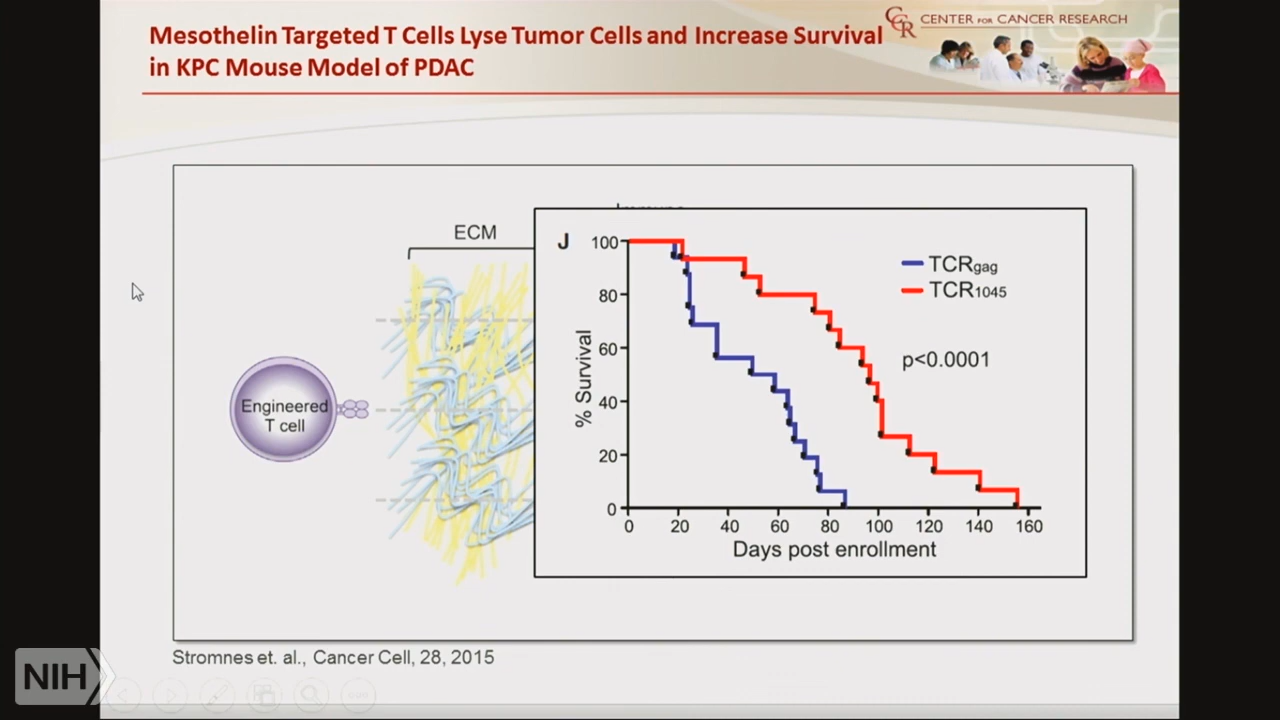 Mesothelin Targeted T Cells Lyse Tumor Cells and Increase Survival
in KPC Mouse Model of PDAC
CCR CENTER FOR CANCER RESEARCH
ECM
Engineered
T cell
J
100
80
60
40
20
0
% Survival
TCRgag
TCR1045
p<0.0001
0 20 40 60 80 100 120 140 160
Days post enrollment
Stromnes et. al., Cancer Cell, 28, 2015
NIH